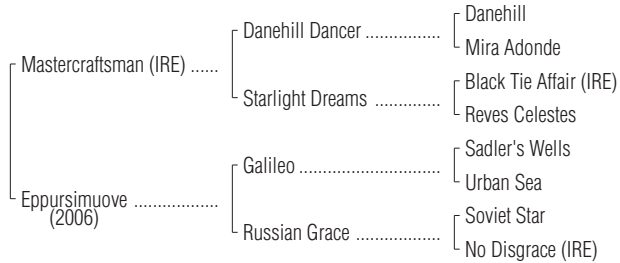 Danehill
Danehill Dancer ..................
Mira Adonde
Mastercraftsman (IRE) ......
Black Tie Affair (IRE)
Starlight Dreams ................
Reves Celestes
Sadler's Wells
Galileo .............................
Urban Sea
Eppursimuove .................
(2006)
Soviet Star
Russian Grace ..................
No Disgrace (IRE)